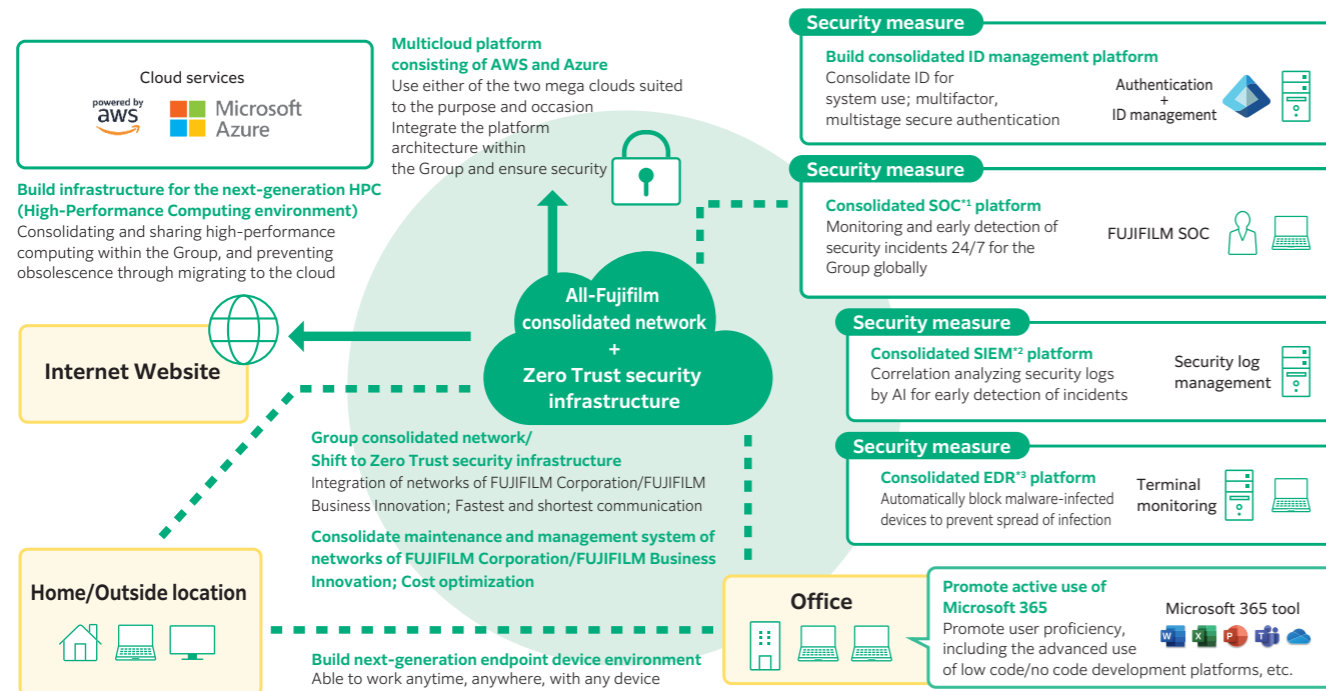 Cloud services
powered by
aws
Microsoft
Azure
Build infrastructure for the next-generation HPC
(High-Performance Computing environment)
Consolidating and sharing high-performance
computing within the Group, and preventing
obsolescence through migrating to the cloud
Multicloud platform
consisting of AWS and Azure
Use either of the two mega clouds suited
to the purpose and occasion
Integrate the platform
architecture within
the Group and ensure security
Security measure
Build consolidated ID management platform
Consolidate ID for
system use; multifactor,
multistage secure authentication
Authentication
+
ID management
Security measure
Consolidated SOC*1 platform
Monitoring and early detection of
security incidents 24/7 for the
Group globally
FUJIFILM SOC
Security measure
Consolidated SIEM*2 platform
Correlation analyzing security logs
by AI for early detection of incidents
Security log
management
Security measure
Consolidated EDR*3 platform
Automatically block malware-infected
devices to prevent spread of infection
Terminal
monitoring
All-Fujifilm
consolidated network
+
Zero Trust security
infrastructure
Internet Website
Group consolidated network/
Shift to Zero Trust security infrastructure
Integration of networks of FUJIFILM Corporation/FUJIFILM
Business Innovation; Fastest and shortest communication
Consolidate maintenance and management system of
networks of FUJIFILM Corporation/FUJIFILM Business
Innovation; Cost optimization
Home/Outside location
Build next-generation endpoint device environment
Able to work anytime, anywhere, with any device
Office
Promote active use of
Microsoft 365
Promote user proficiency,
including the advanced use
of low code/no code development platforms, etc.
Microsoft 365 tool
W
X
P
T